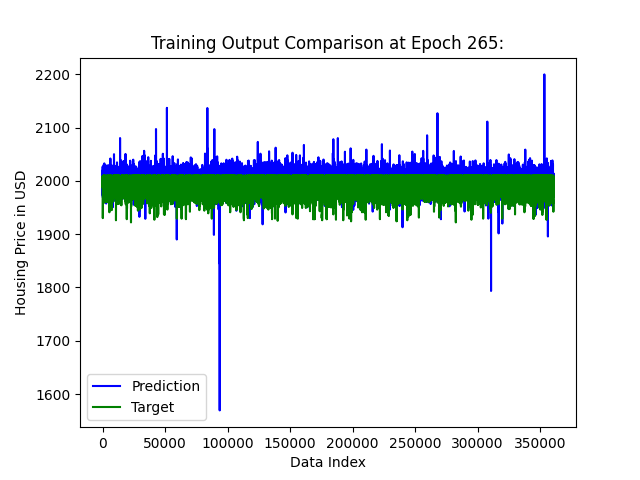 Training Output Comparison at Epoch 265:
2200
2100
2000
1900
1800
1700
1600
Housing Price in USD
Prediction
Target
0 50000 100000 150000 200000 250000 300000 350000
Data Index